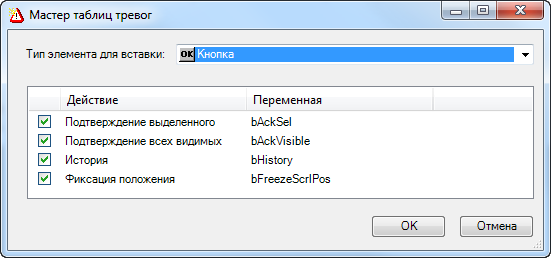 Мастер таблиц тревог
Тип элемента для вставки: OK Кнопка
Действие Переменная
Подтверждение выделенного bAckSel
Подтверждение всех видимых bAckVisible
История bHistory
Фиксация положения bFreezeScrlPos
OK Отмена